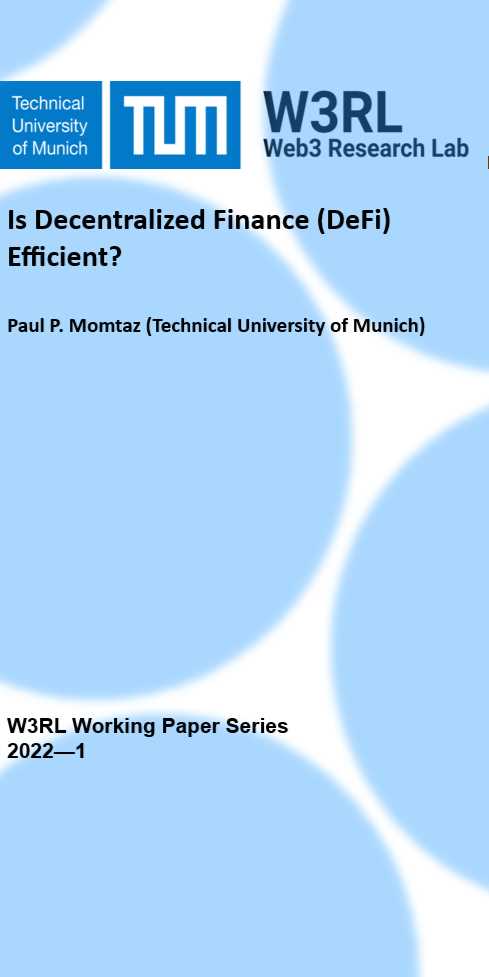 Technical
University
of Munich
TUM
W3RL
Web3 Research Lab
Is Decentralized Finance (DeFi)
Efficient?
Paul P. Momtaz (Technical University of Munich)
W3RL Working Paper Series
2022—1